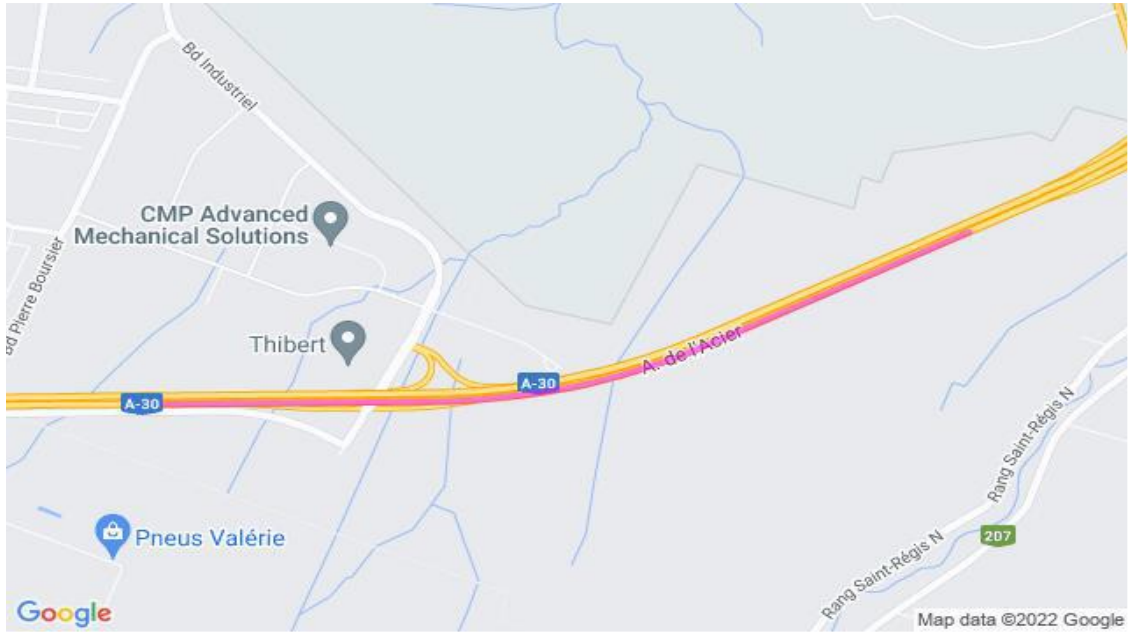 Bd Industriel
CMP Advanced
Mechanical Solutions
Bd Pierre Boursier
Thibert
A. de l'Acier
A-30
A-30
Rang Saint-Régis N
207
Pneus Valérie
Rang Saint-Régis N
Google
Map data ©2022 Google